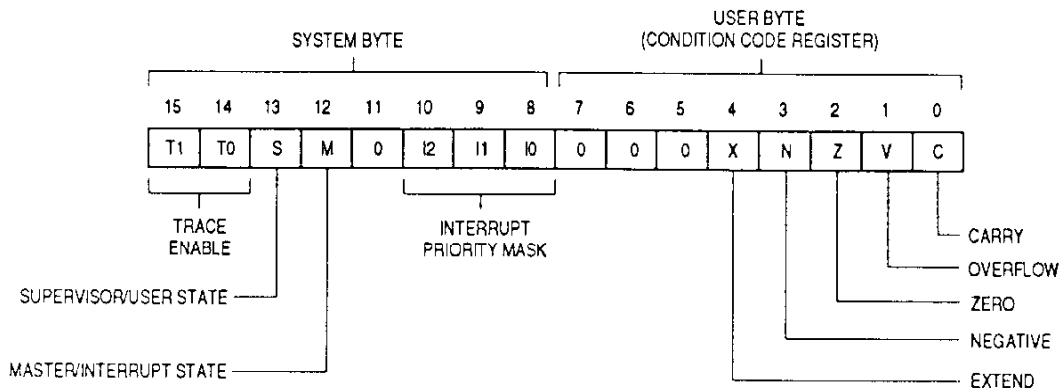 USER BYTE
SYSTEM BYTE (CONDITION CODE REGISTER)
15 14 13 12 11 10 9 8 7 6 5 4 3 2 1 0
T1 T0 S M 0 I2 I1 I0 0 0 0 X N Z V C
TRACE
ENABLE
INTERRUPT
PRIORITY MASK
CARRY
OVERFLOW
SUPERVISOR/USER STATE
ZERO
NEGATIVE
MASTER/INTERRUPT STATE
EXTEND